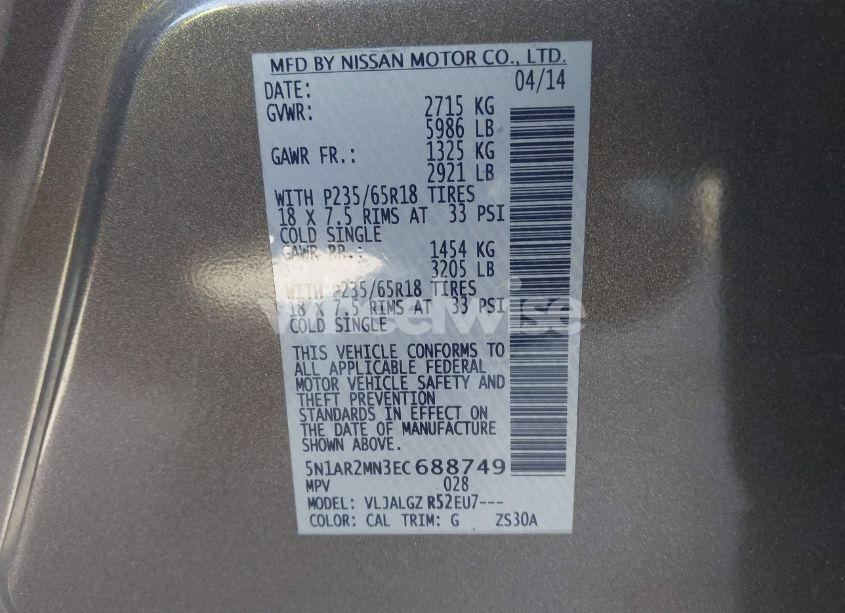 MFD BY NISSAN MOTOR CO., LTD.
DATE: 04/14
GVWR: 2715 KG
5986 LB
GAWR FR.: 1325 KG
2921 LB
WITH P235/65R18 TIRES
18 X 7.5 RIMS AT 33 PSI
COLD SINGLE
GAWR RR.: 1454 KG
3205 LB
WITH P235/65R18 TIRES
18 X 7.5 RIMS AT 33 PSI
COLD SINGLE
THIS VEHICLE CONFORMS TO
ALL APPLICABLE FEDERAL
MOTOR VEHICLE SAFETY AND
THEFT PREVENTION
STANDARDS IN EFFECT ON
THE DATE OF MANUFACTURE
SHOWN ABOVE.
5N1AR2MN3EC688749
MPV 028
MODEL: VLJALGZ R52EU7---
COLOR: CAL TRIM: G ZS30A